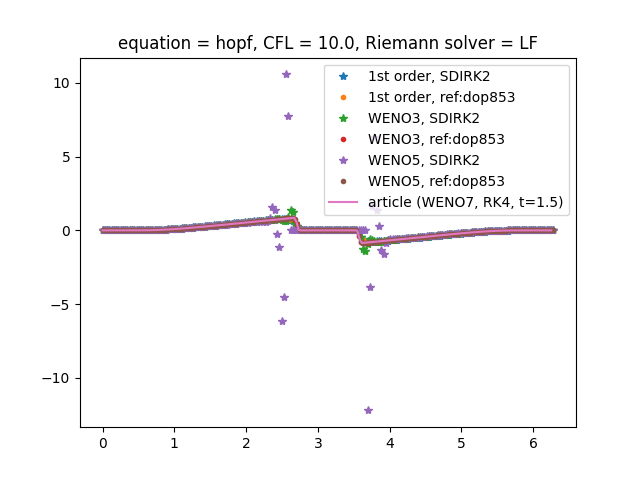 equation = hopf, CFL = 10.0, Riemann solver = LF
10
5
0
−5
−10
1st order, SDIRK2
1st order, ref:dop853
WENO3, SDIRK2
WENO3, ref:dop853
WENO5, SDIRK2
WENO5, ref:dop853
article (WENO7, RK4, t=1.5)
0 1 2 3 4 5 6